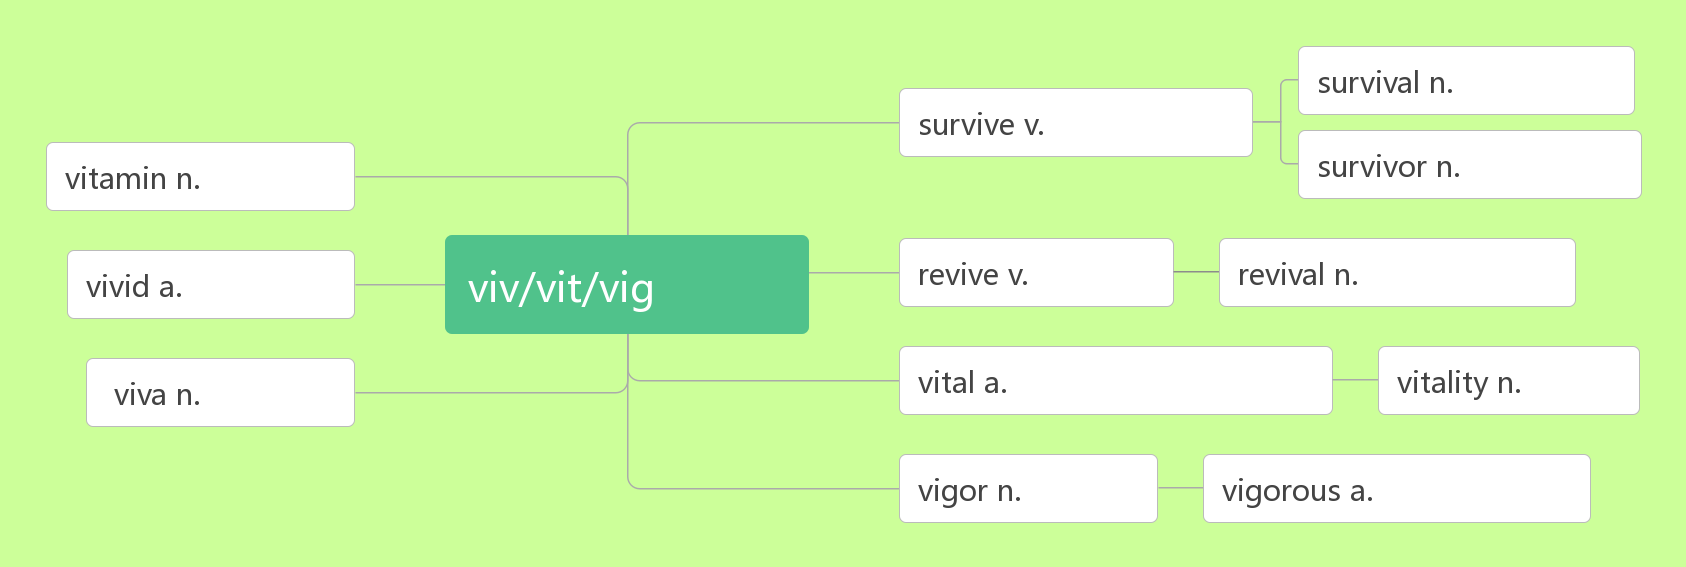 viv/vit/vig
survive v.
survival n.
survivor n.
revive v.
revival n.
vital a.
vitality n.
vigor n.
vigorous a.
vitamin n.
vivid a.
viva n.